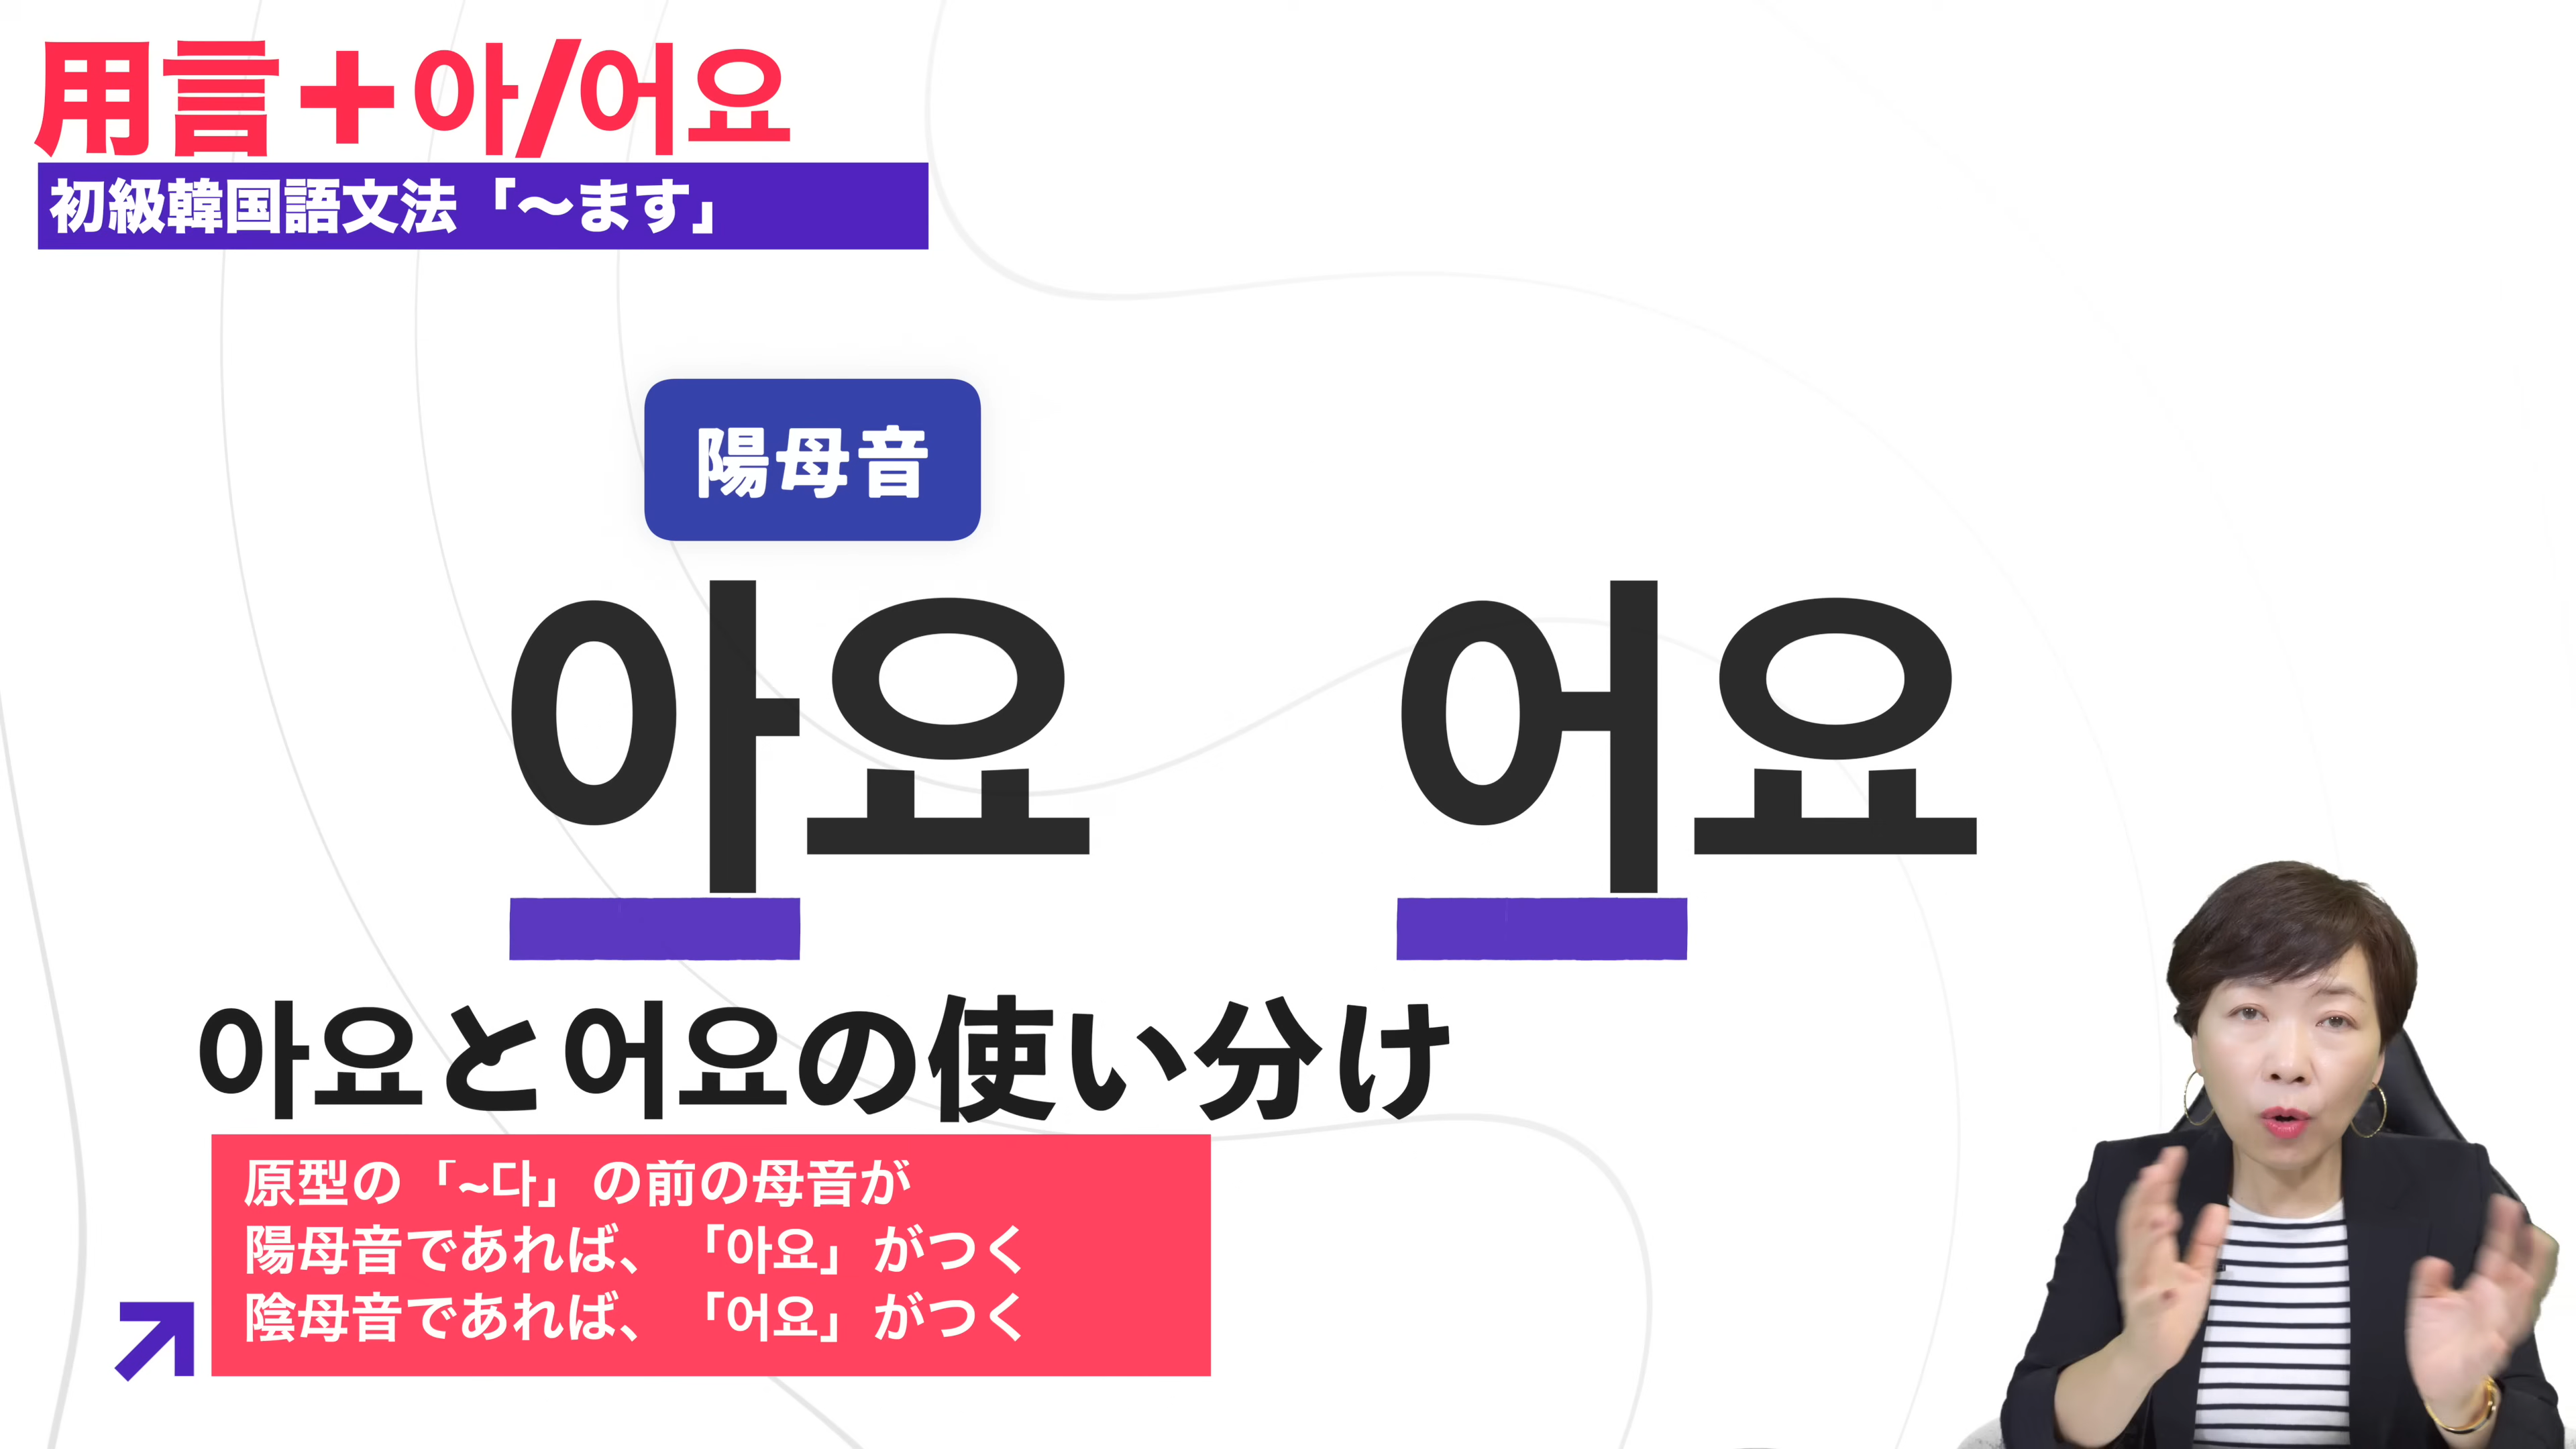 用言＋아/어요
初級韓国語文法「〜ます」
陽母音
아요 어요
아요と어요の使い分け
原型の「~다」の前の母音が
陽母音であれば、「아요」がつく
陰母音であれば、「어요」がつく